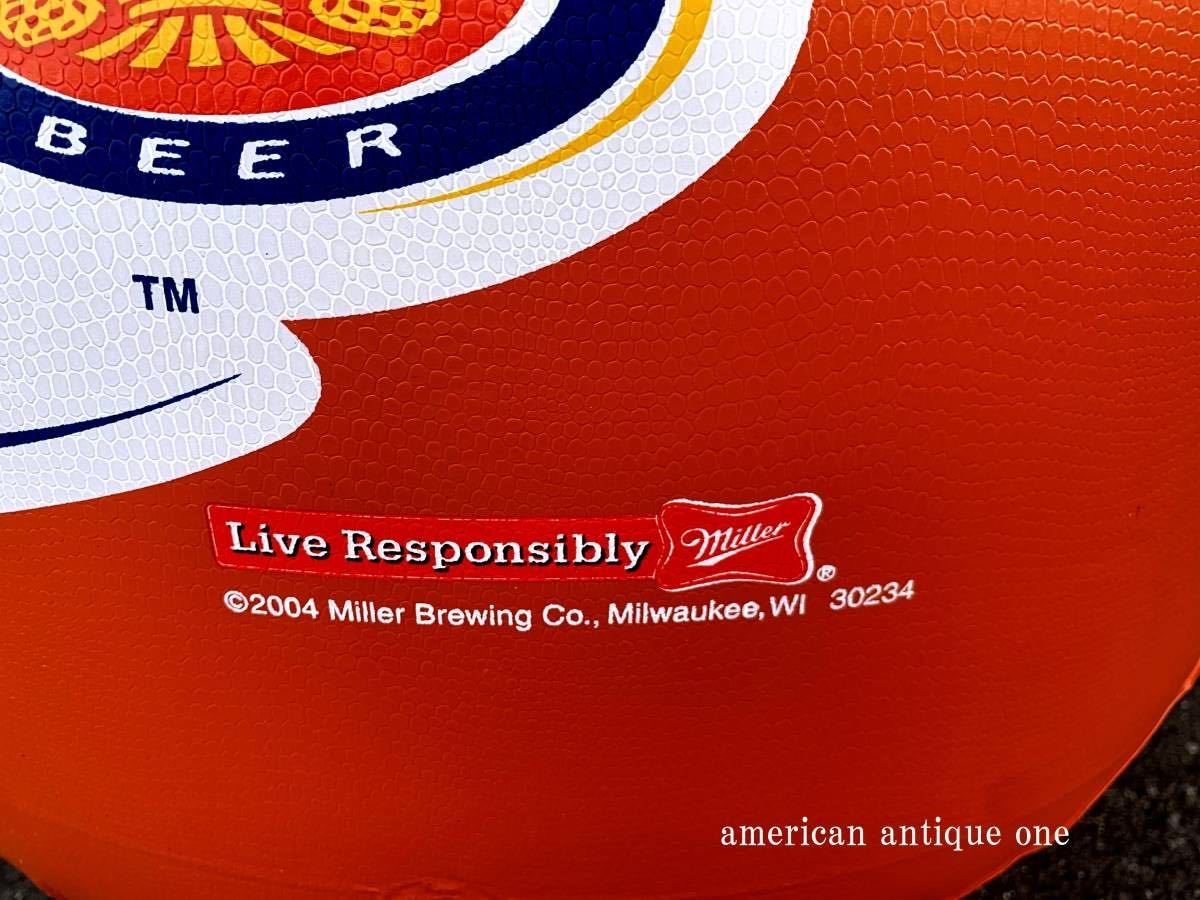 BEER
TM
Live Responsibly Miller ®
©2004 Miller Brewing Co., Milwaukee, WI 30234
american antique one